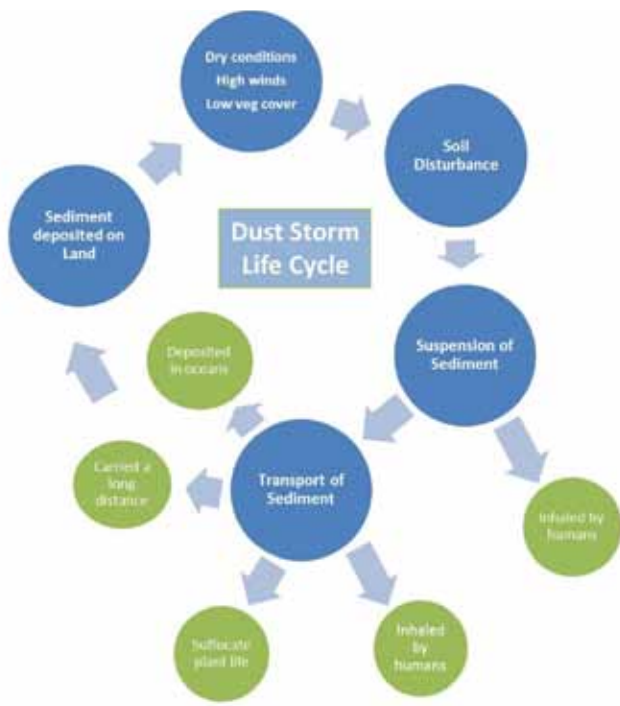 Dry conditions
High winds
Low veg cover
Soil
Disturbance
Sediment
deposited on
Land
Dust Storm
Life Cycle
Suspension of
Sediment
Deposited
in oceans
Transport of
Sediment
Carried a
long
distance
Inhaled by
humans
Suffocate
plant life
Inhaled
by
humans